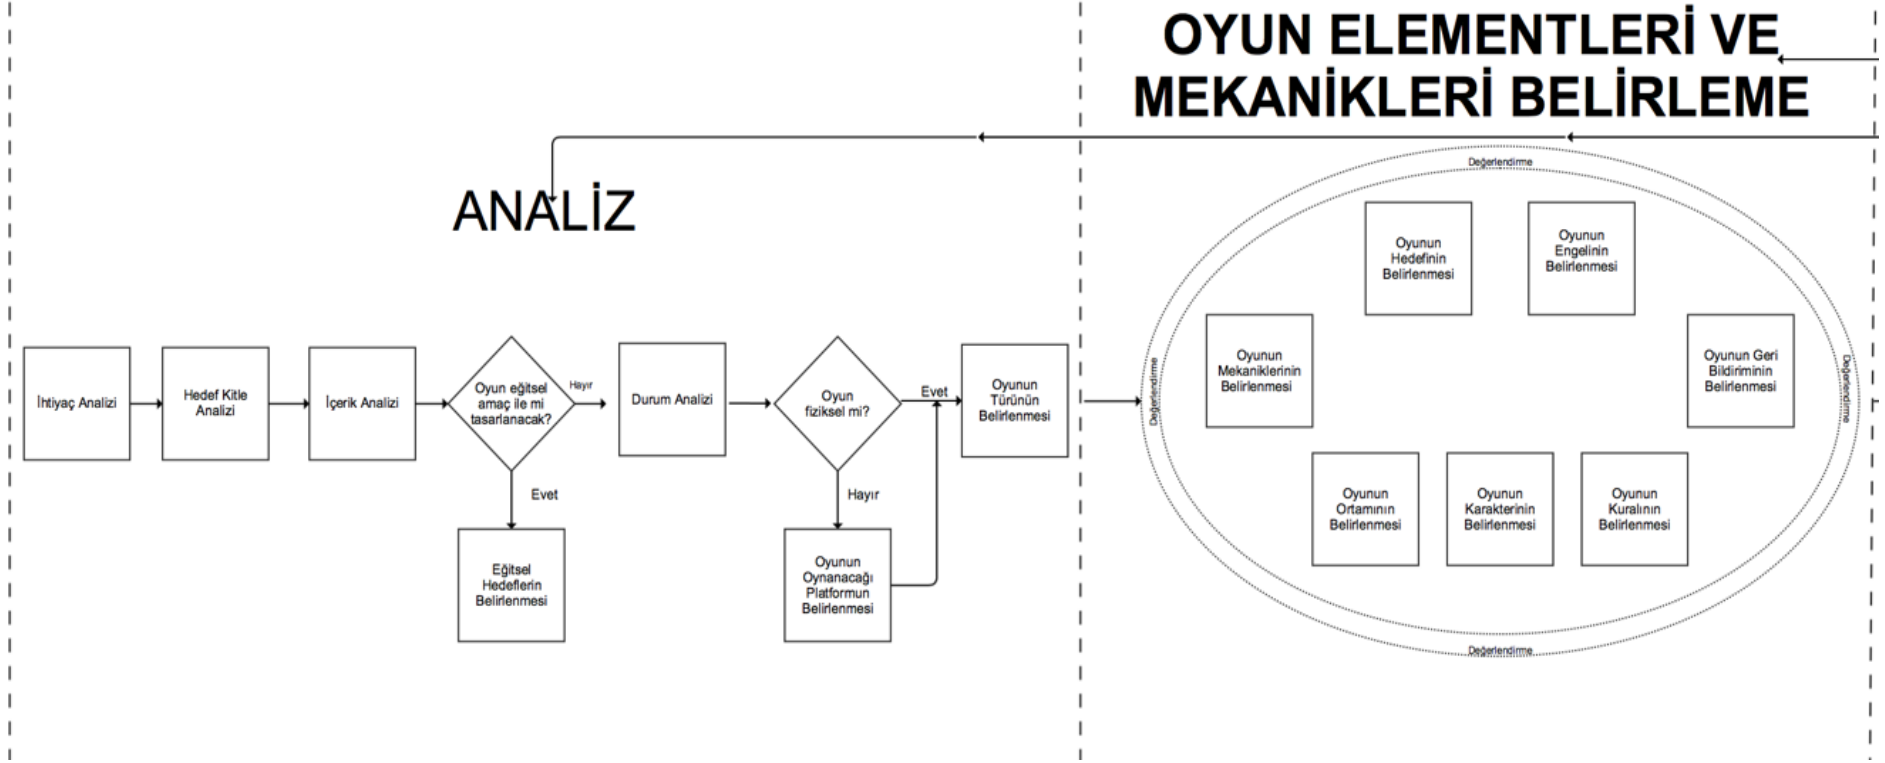 OYUN ELEMENTLERİ VE
MEKANİKLERİ BELİRLEME
ANALİZ
İhtiyaç Analizi
Hedef Kitle
Analizi
İçerik Analizi
Oyun eğitsel
amaç ile mi
tasarlanacak?
Hayır
Evet
Eğitsel
Hedeflerin
Belirlenmesi
Durum Analizi
Oyun
fiziksel mi?
Evet
Hayır
Oyunun
Oynanacağı
Platformun
Belirlenmesi
Oyunun
Türünün
Belirlenmesi
Değerlendirme
Değerlendirme
Oyunun
Hedefinin
Belirlenmesi
Oyunun
Engelinin
Belirlenmesi
Oyunun
Mekaniklerinin
Belirlenmesi
Oyunun Geri
Bildiriminin
Belirlenmesi
Oyunun
Ortamının
Belirlenmesi
Oyunun
Karakterinin
Belirlenmesi
Oyunun
Kuralının
Belirlenmesi
Değerlendirme
Değerlendirme